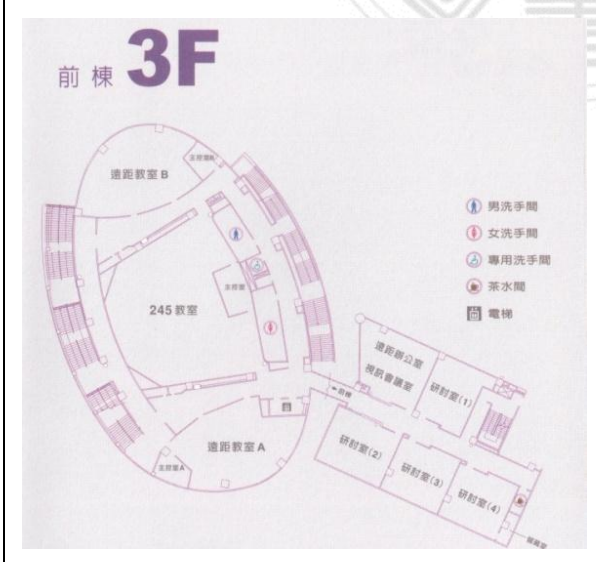 前棟 3F
主控室B
遠距教室 B
男洗手間
女洗手間
專用洗手間
茶水間
電梯
主控室
245 教室
遠距辦公室
視訊會議室
研討室(1)
前棟
研討室(2)
遠距教室 A
主控室A
研討室(3)
研討室(4)